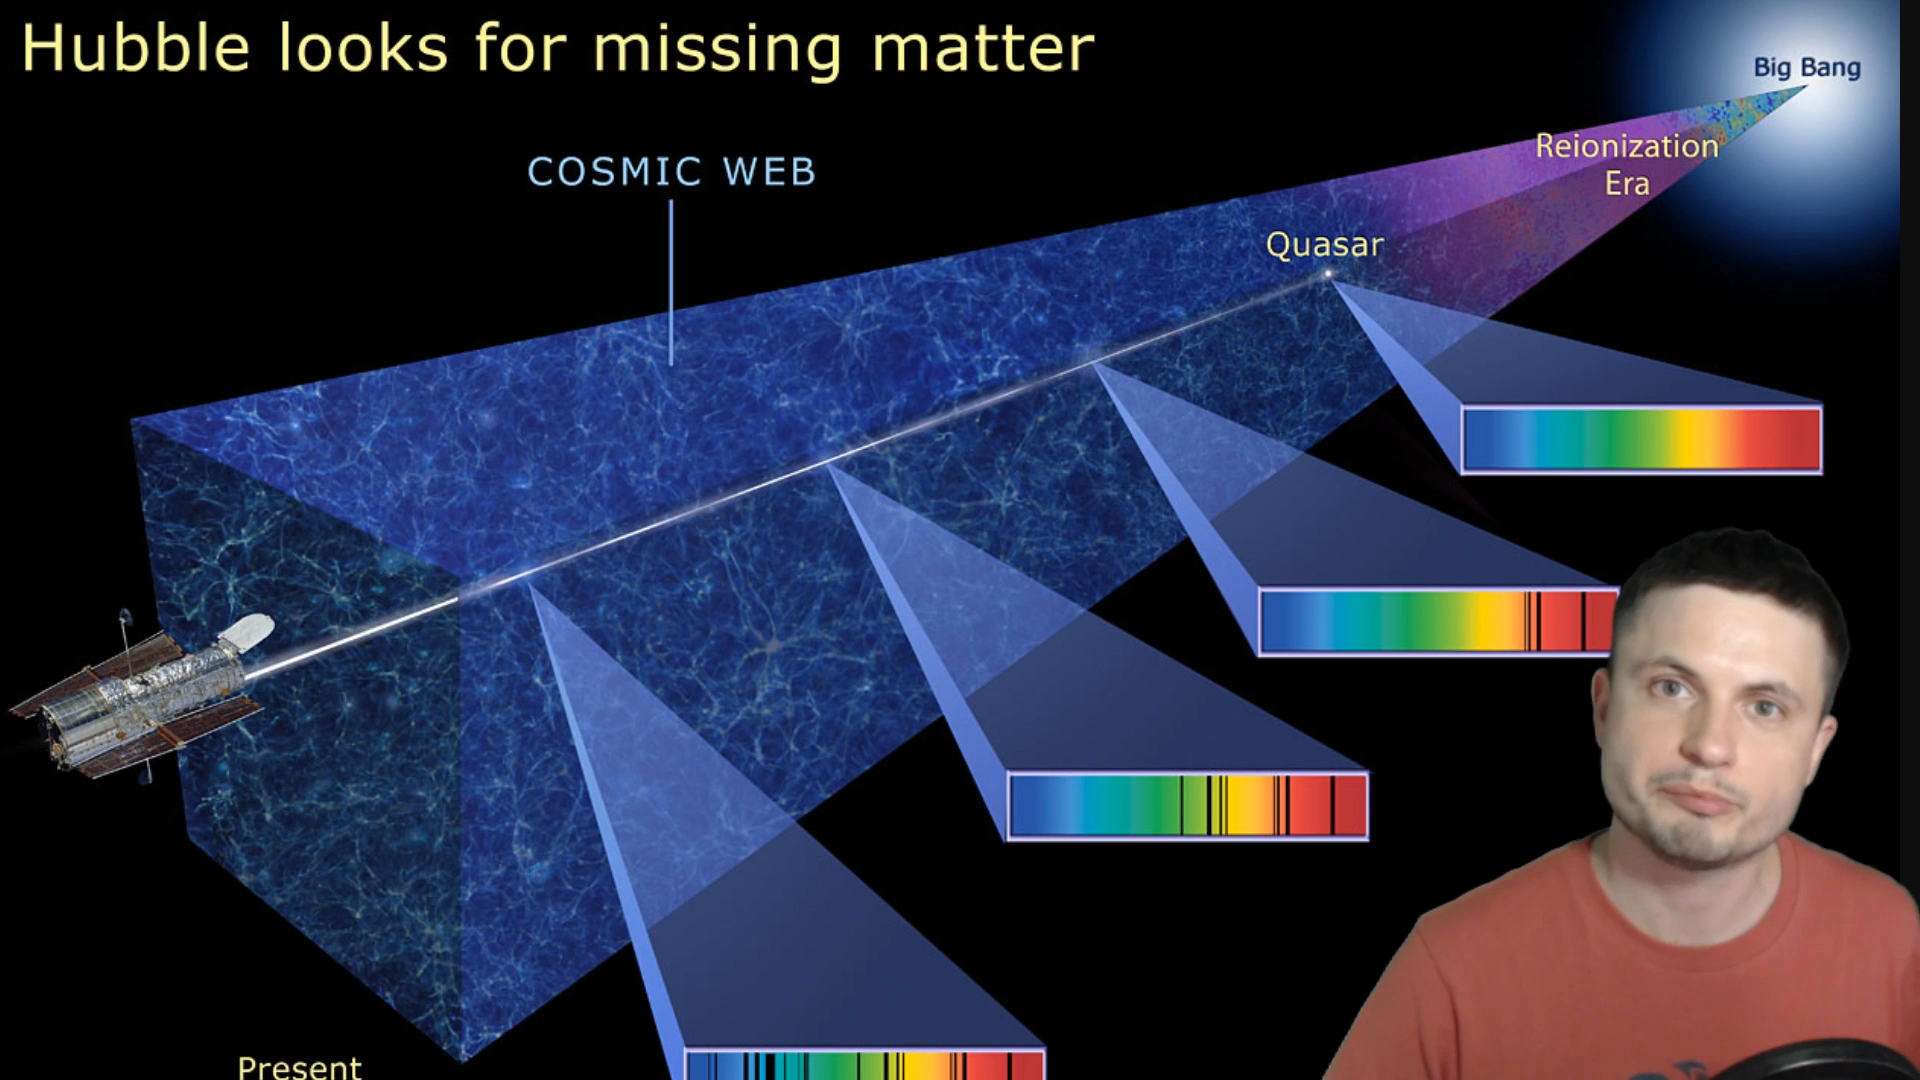 Hubble looks for missing matter
Big Bang
Reionization
Era
COSMIC WEB
Quasar
Present